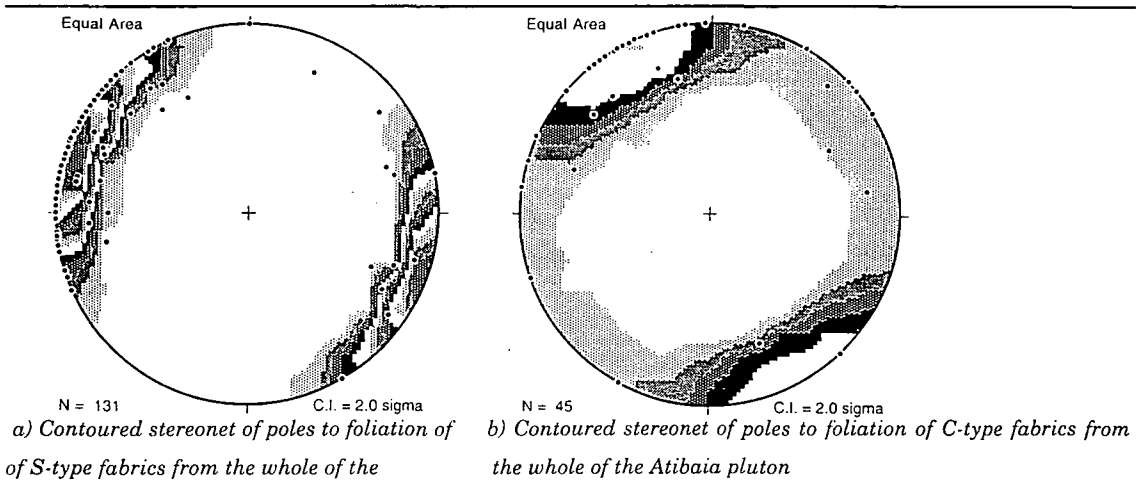 Equal Area
N = 131
C.I. = 2.0 sigma
a) Contoured stereonet of poles to foliation of
of S-type fabrics from the whole of the
Equal Area
N = 45
C.I. = 2.0 sigma
b) Contoured stereonet of poles to foliation of C-type fabrics from
the whole of the Atibaia pluton